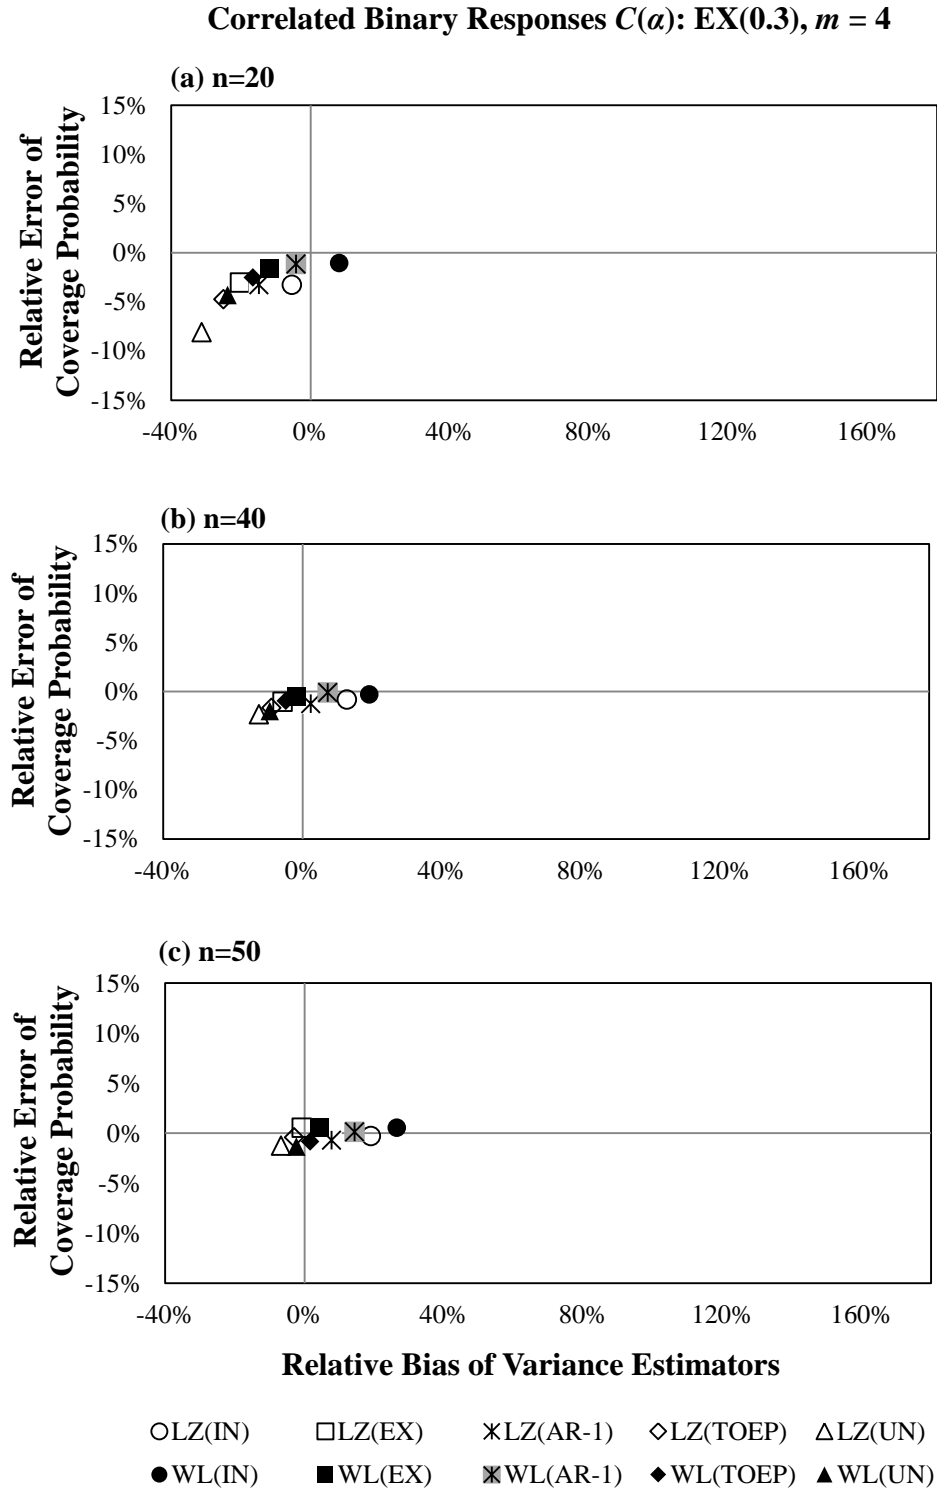 Correlated Binary Responses C(α): EX(0.3), m = 4
(a) n=20
Relative Error of
Coverage Probability
15%
10%
5%
0%
-5%
-10%
-15%
-40% 0% 40% 80% 120% 160%
(b) n=40
Relative Error of
Coverage Probability
15%
10%
5%
0%
-5%
-10%
-15%
-40% 0% 40% 80% 120% 160%
(c) n=50
Relative Error of
Coverage Probability
15%
10%
5%
0%
-5%
-10%
-15%
-40% 0% 40% 80% 120% 160%
Relative Bias of Variance Estimators
LZ(IN) LZ(EX) LZ(AR-1) LZ(TOEP) LZ(UN)
WL(IN) WL(EX) WL(AR-1) WL(TOEP) WL(UN)